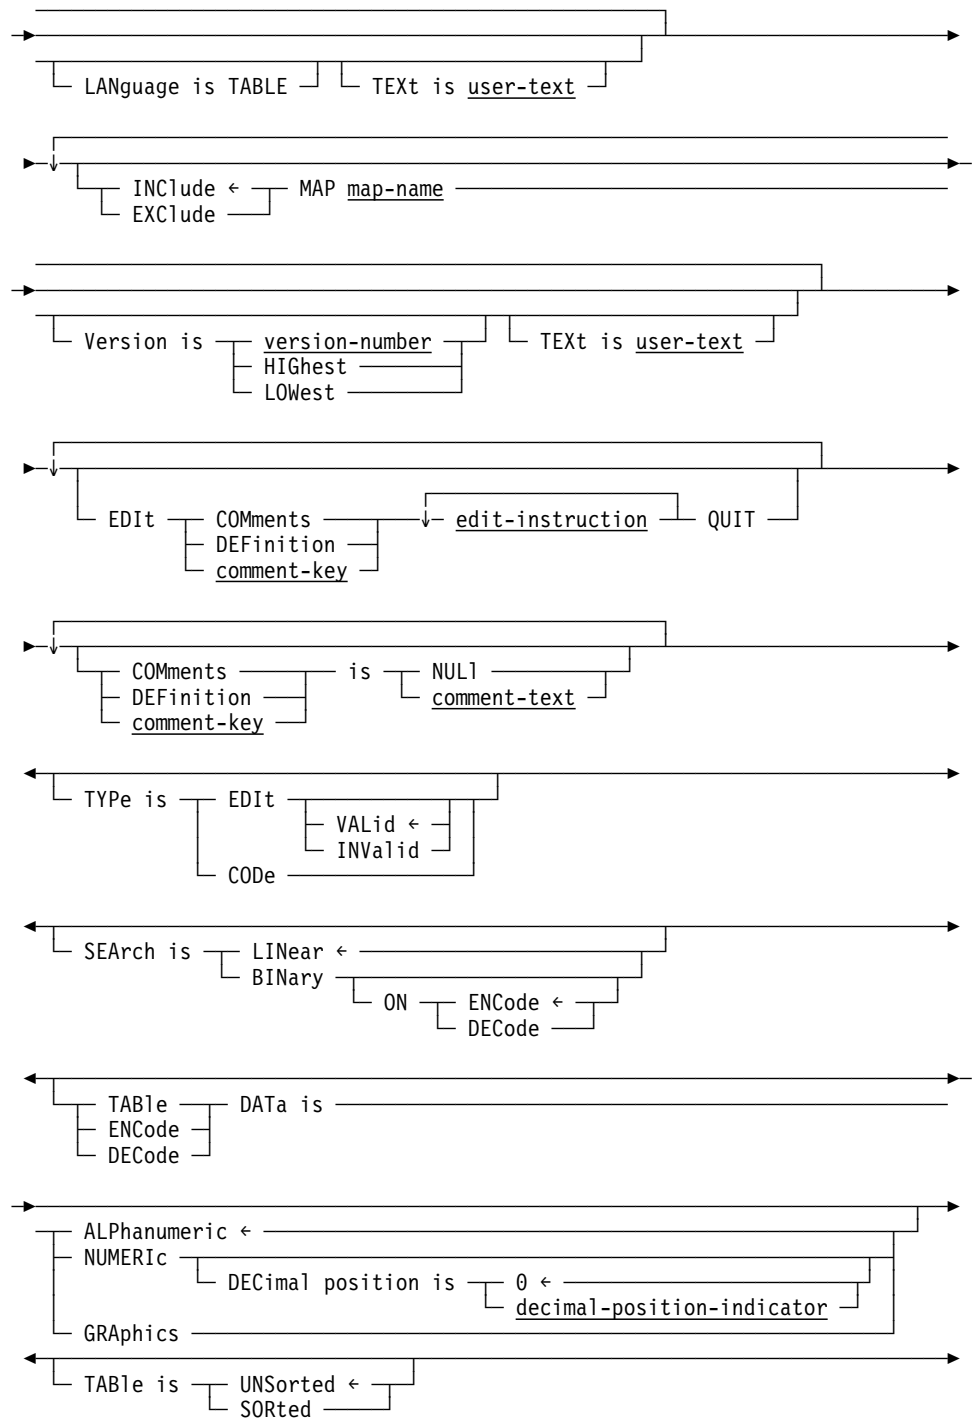 LANguage is TABLE TEXt is user-text
INClude ← MAP map-name
EXClude
Version is version-number TEXt is user-text
HIGhest
LOWest
EDIt COMments edit-instruction QUIT
DEFinition
comment-key
COMments is NULl
DEFinition comment-text
comment-key
TYPe is EDIt
VALid ←
INValid
CODe
SEArch is LINear ←
BINary
ON ENCode ←
DECode
TABle DATa is
ENCode
DECode
ALPhanumeric ←
NUMERIc
DECimal position is 0 ←
decimal-position-indicator
GRAphics
TABle is UNSorted ←
SORted